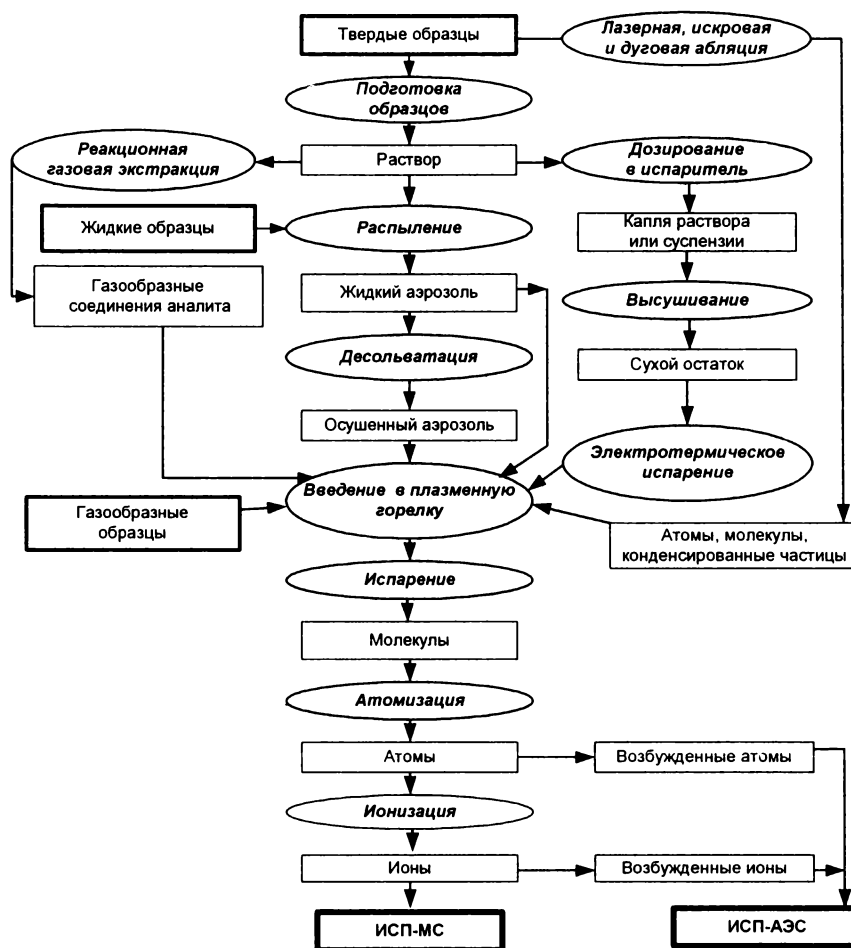 Твердые образцы
Лазерная, искровая
и дуговая абляция
Подготовка
образцов
Реакционная
газовая экстракция
Раствор
Дозирование
в испаритель
Жидкие образцы
Распыление
Капля раствора
или суспензии
Газообразные
соединения аналита
Жидкий аэрозоль
Высушивание
Десольватация
Сухой остаток
Осушенный аэрозоль
Электротермическое
испарение
Введение в плазменную
горелку
Газообразные
образцы
Атомы, молекулы,
конденсированные частицы
Испарение
Молекулы
Атомизация
Атомы
Возбужденные атомы
Ионизация
Ионы
Возбужденные ионы
ИСП-МС
ИСП-АЭС